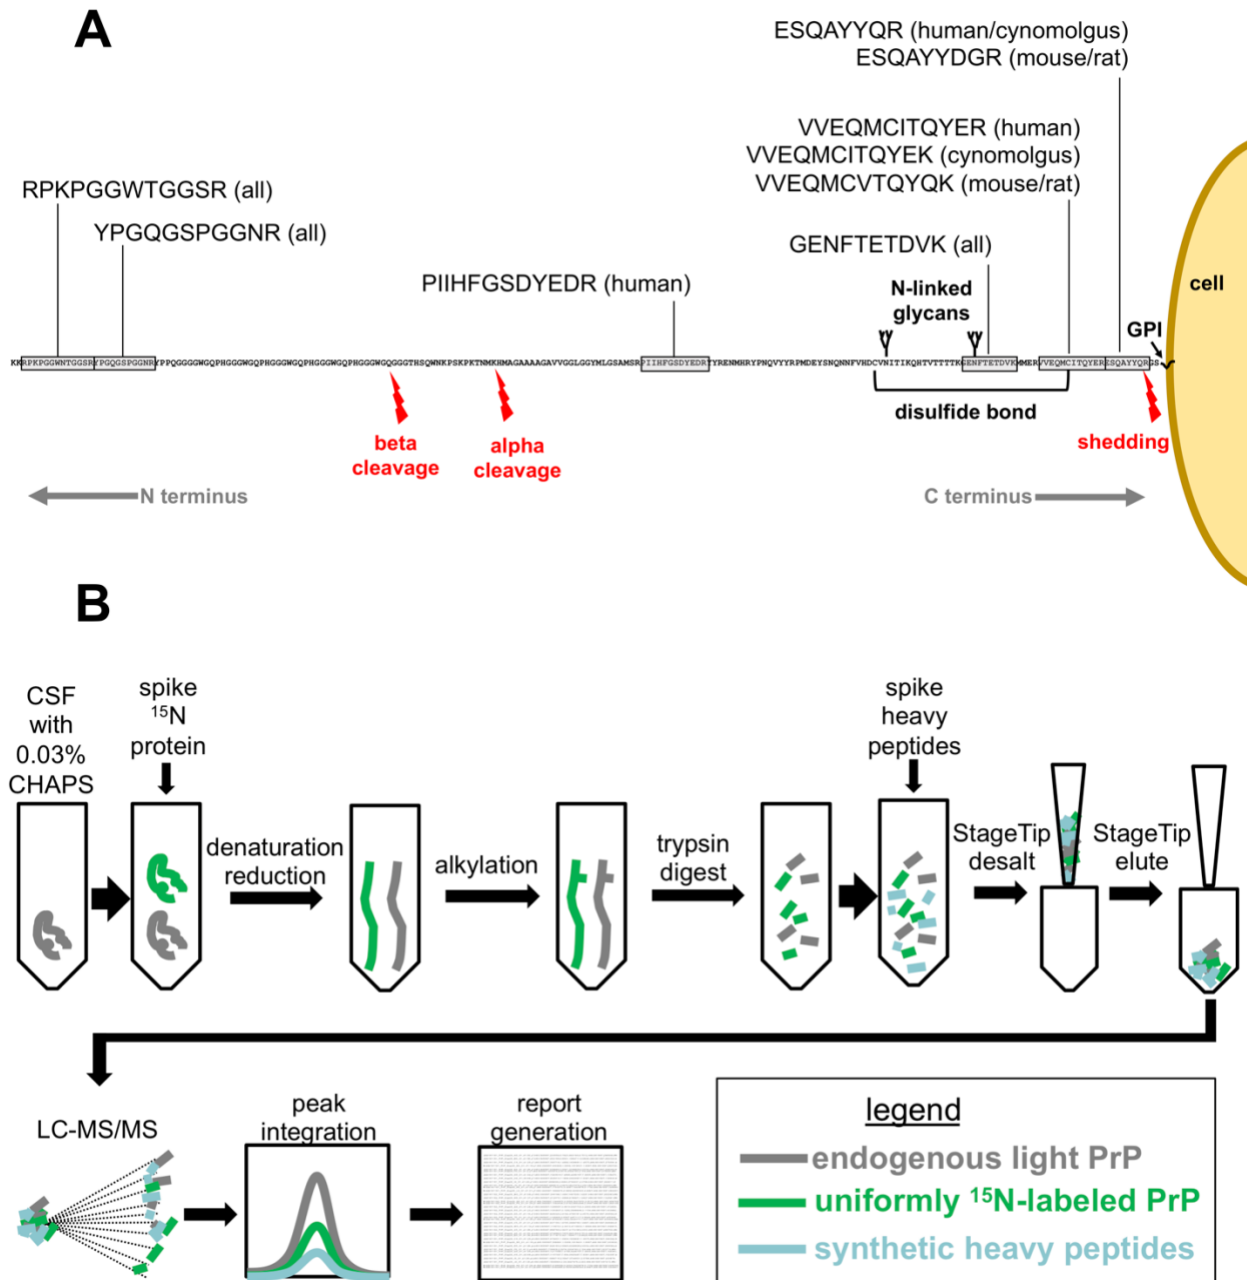 A
ESQAYYQR (human/cynomolgus)
ESQAYYDGR (mouse/rat)
VVEQMCITQYER (human)
VVEQMCITQYEK (cynomolgus)
VVEQMCVTQYQK (mouse/rat)
RPKPGGWTGGSR (all)
YPGQGSPGGNR (all)
GENFTETDVK (all)
PIIHFGSDYEDR (human)
N-linked
glycans
cell
GPI
KKRPKPGGWNTGGSRYPGQGSPGGNRYPPQGGGGWGQPHGGGWGQPHGGGWGQPHGGGWGQPHGGGWGQGGGTHSQWNKPSKPKTNMKHMAGAAAAGAVVGGLGGYMLGSAMSRPIIHFGSDYEDRTYRENMHRYPNQVYYRPMDEYSNQNNFVHDCVNITIKQHTVTTTTKGENFTETDVKMMERVVEQMCITQYERESQAYYQRGS
disulfide bond
beta
cleavage
alpha
cleavage
shedding
N terminus
C terminus
B
CSF
with
0.03%
CHAPS
spike
¹⁵N
protein
denaturation
reduction
alkylation
trypsin
digest
spike
heavy
peptides
StageTip
desalt
StageTip
elute
LC-MS/MS
peak
integration
report
generation
legend
endogenous light PrP
uniformly ¹⁵N-labeled PrP
synthetic heavy peptides